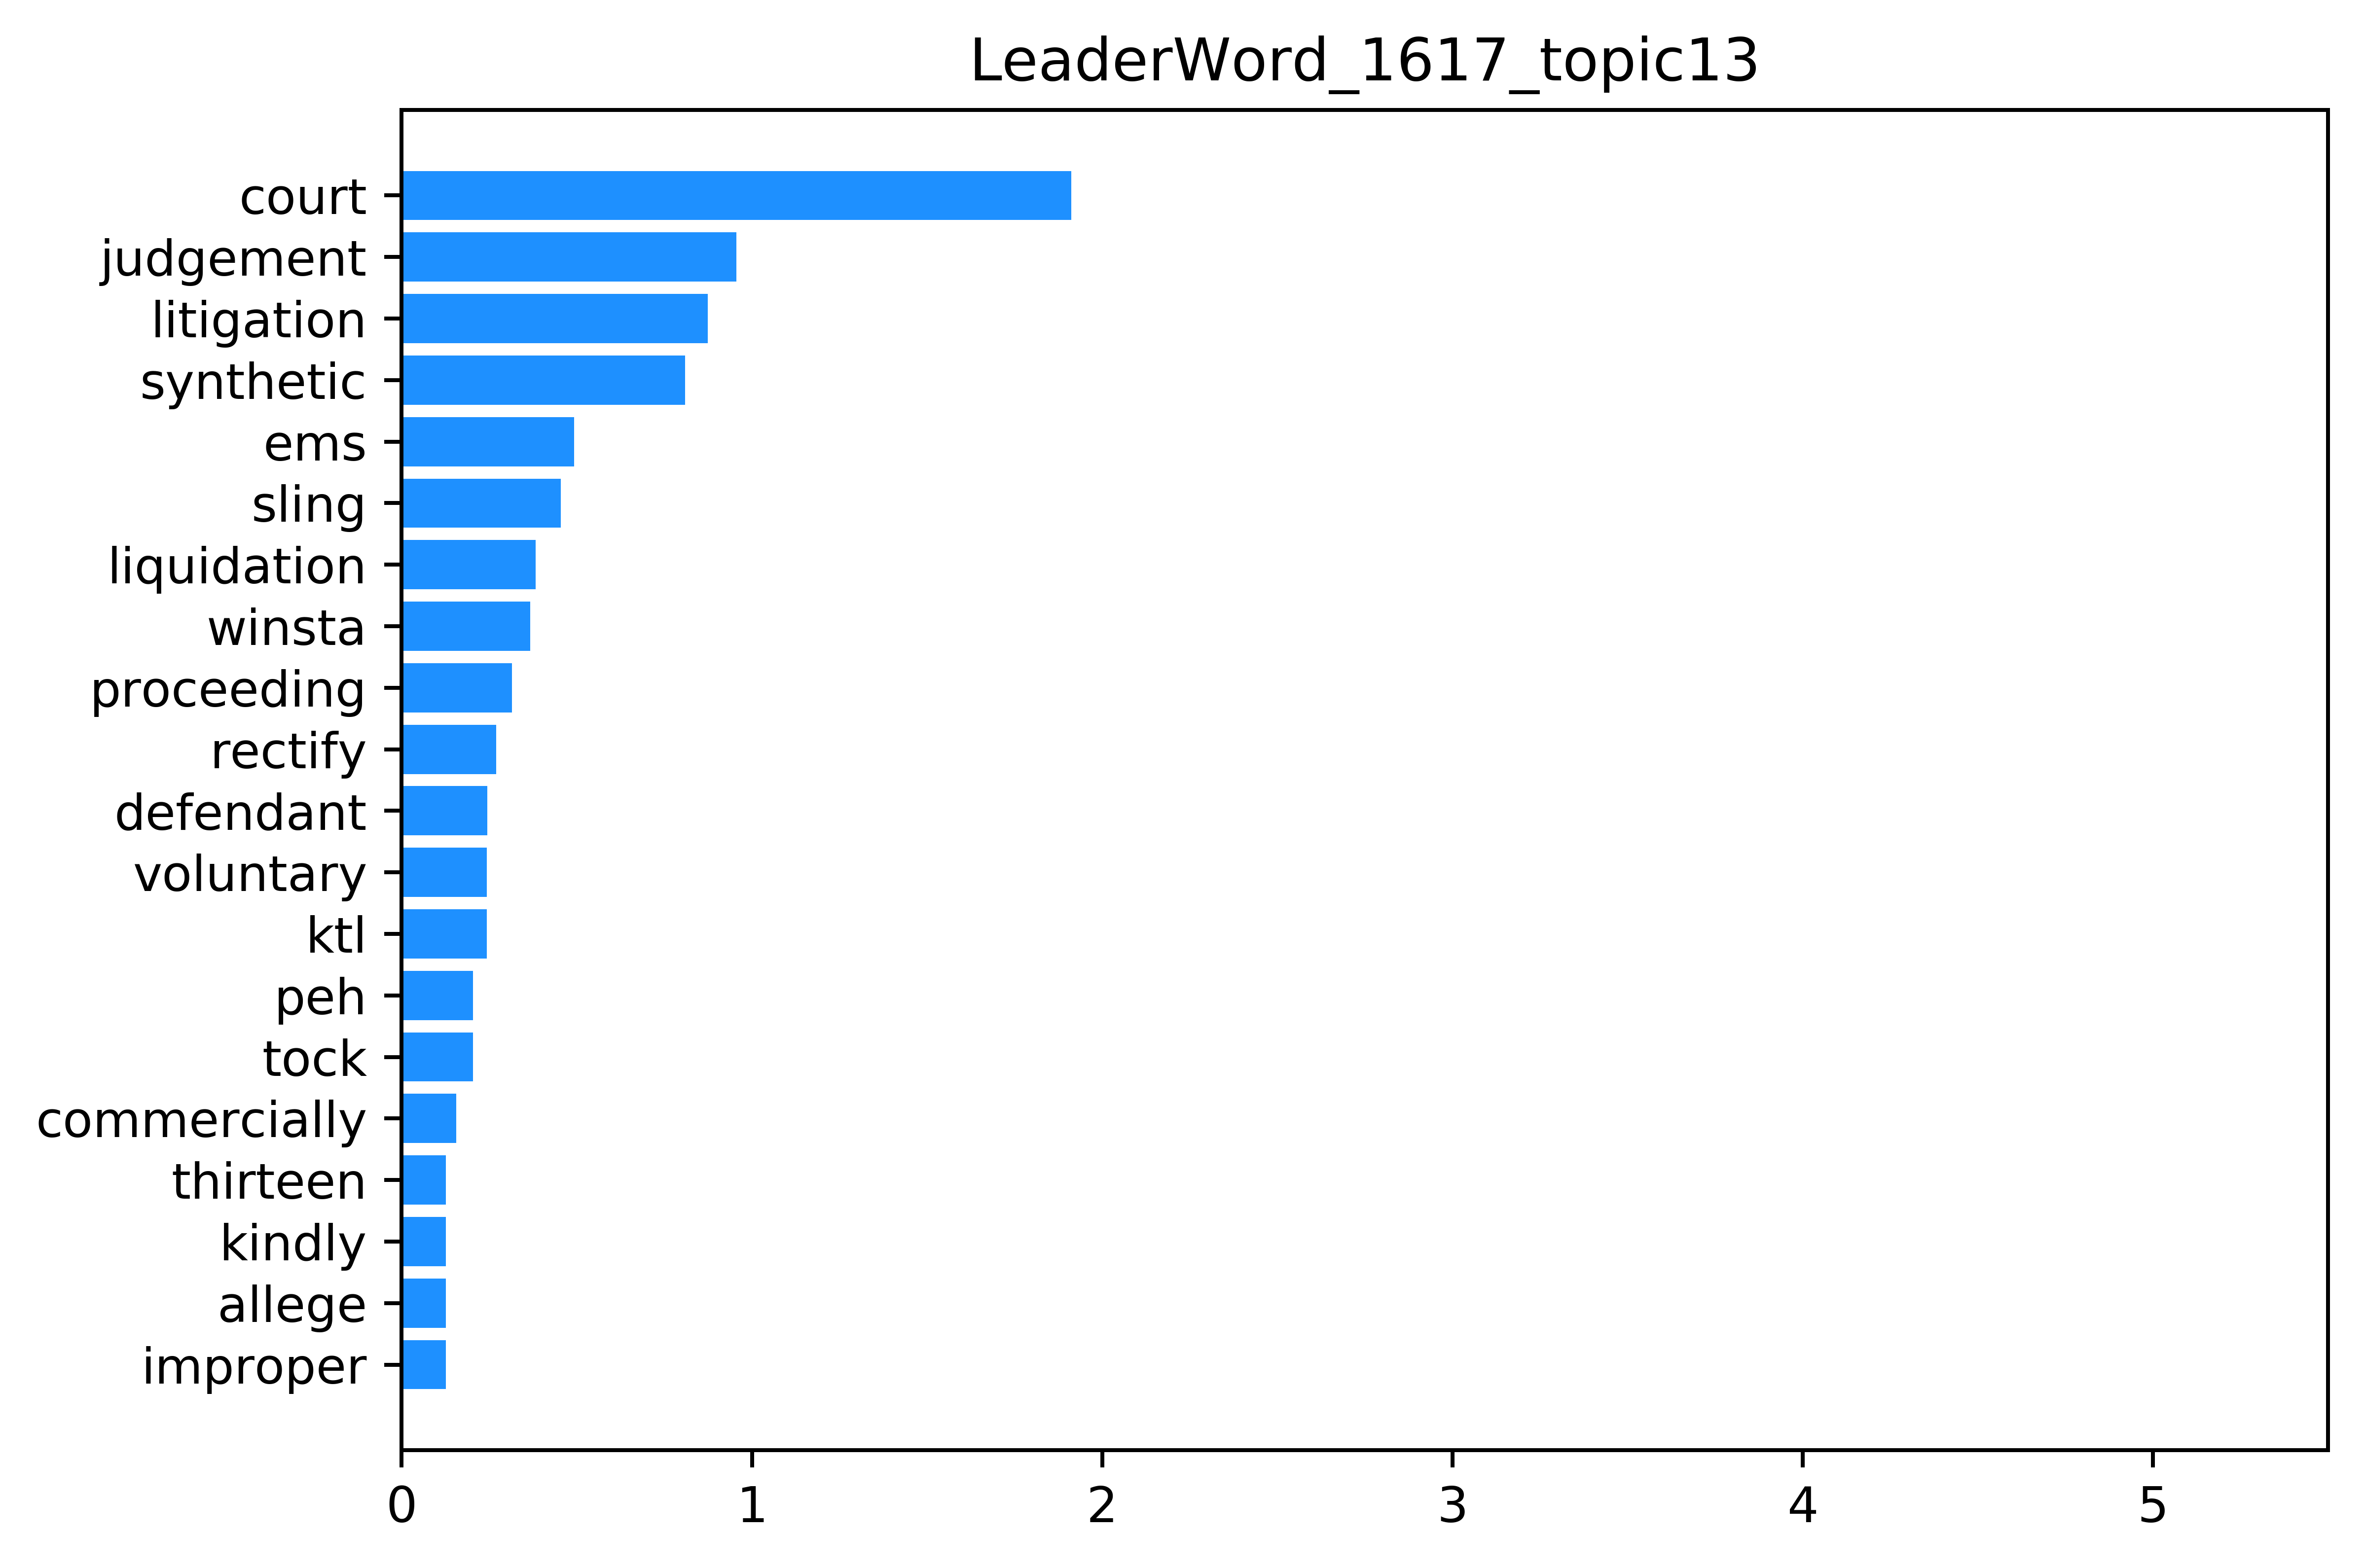 LeaderWord_1617_topic13
court
judgement
litigation
synthetic
ems
sling
liquidation
winsta
proceeding
rectify
defendant
voluntary
ktl
peh
tock
commercially
thirteen
kindly
allege
improper
0 1 2 3 4 5